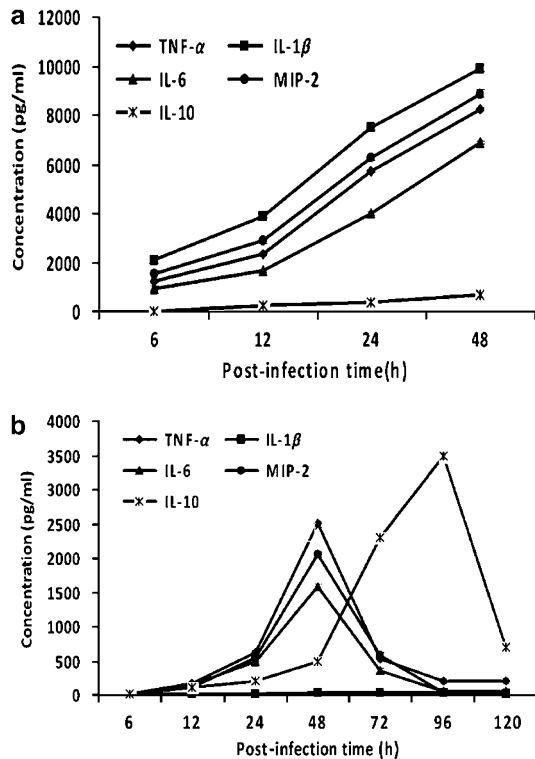 a
TNF-α IL-1β
IL-6 MIP-2
IL-10
Concentration (pg/ml)
12000
10000
8000
6000
4000
2000
0
6 12 24 48
Post-infection time(h)
b
TNF-α IL-1β
IL-6 MIP-2
IL-10
Concentration (pg/ml)
4000
3500
3000
2500
2000
1500
1000
500
0
6 12 24 48 72 96 120
Post-infection time (h)